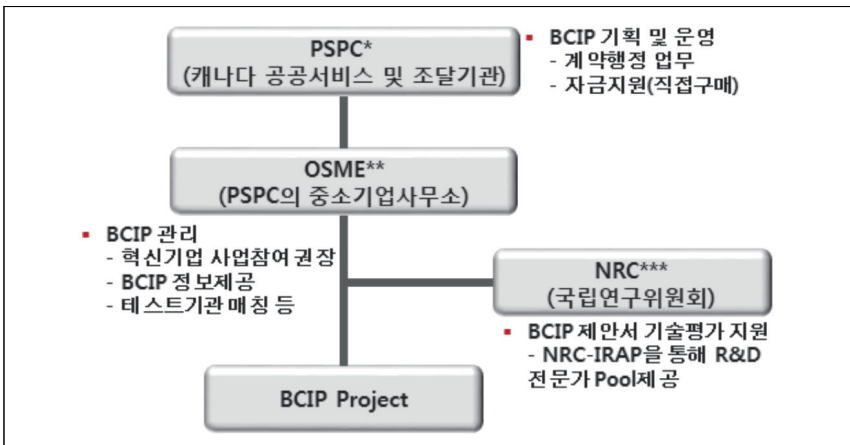 PSPC*
(캐나다 공공서비스 및 조달기관)
▪ BCIP 기획 및 운영
- 계약행정 업무
- 자금지원(직접구매)
OSME**
(PSPC의 중소기업사무소)
▪ BCIP 관리
- 혁신기업 사업참여 권장
- BCIP 정보제공
- 테스트기관 매칭 등
NRC***
(국립연구위원회)
▪ BCIP 제안서 기술평가 지원
- NRC-IRAP을 통해 R&D
전문가 Pool제공
BCIP Project